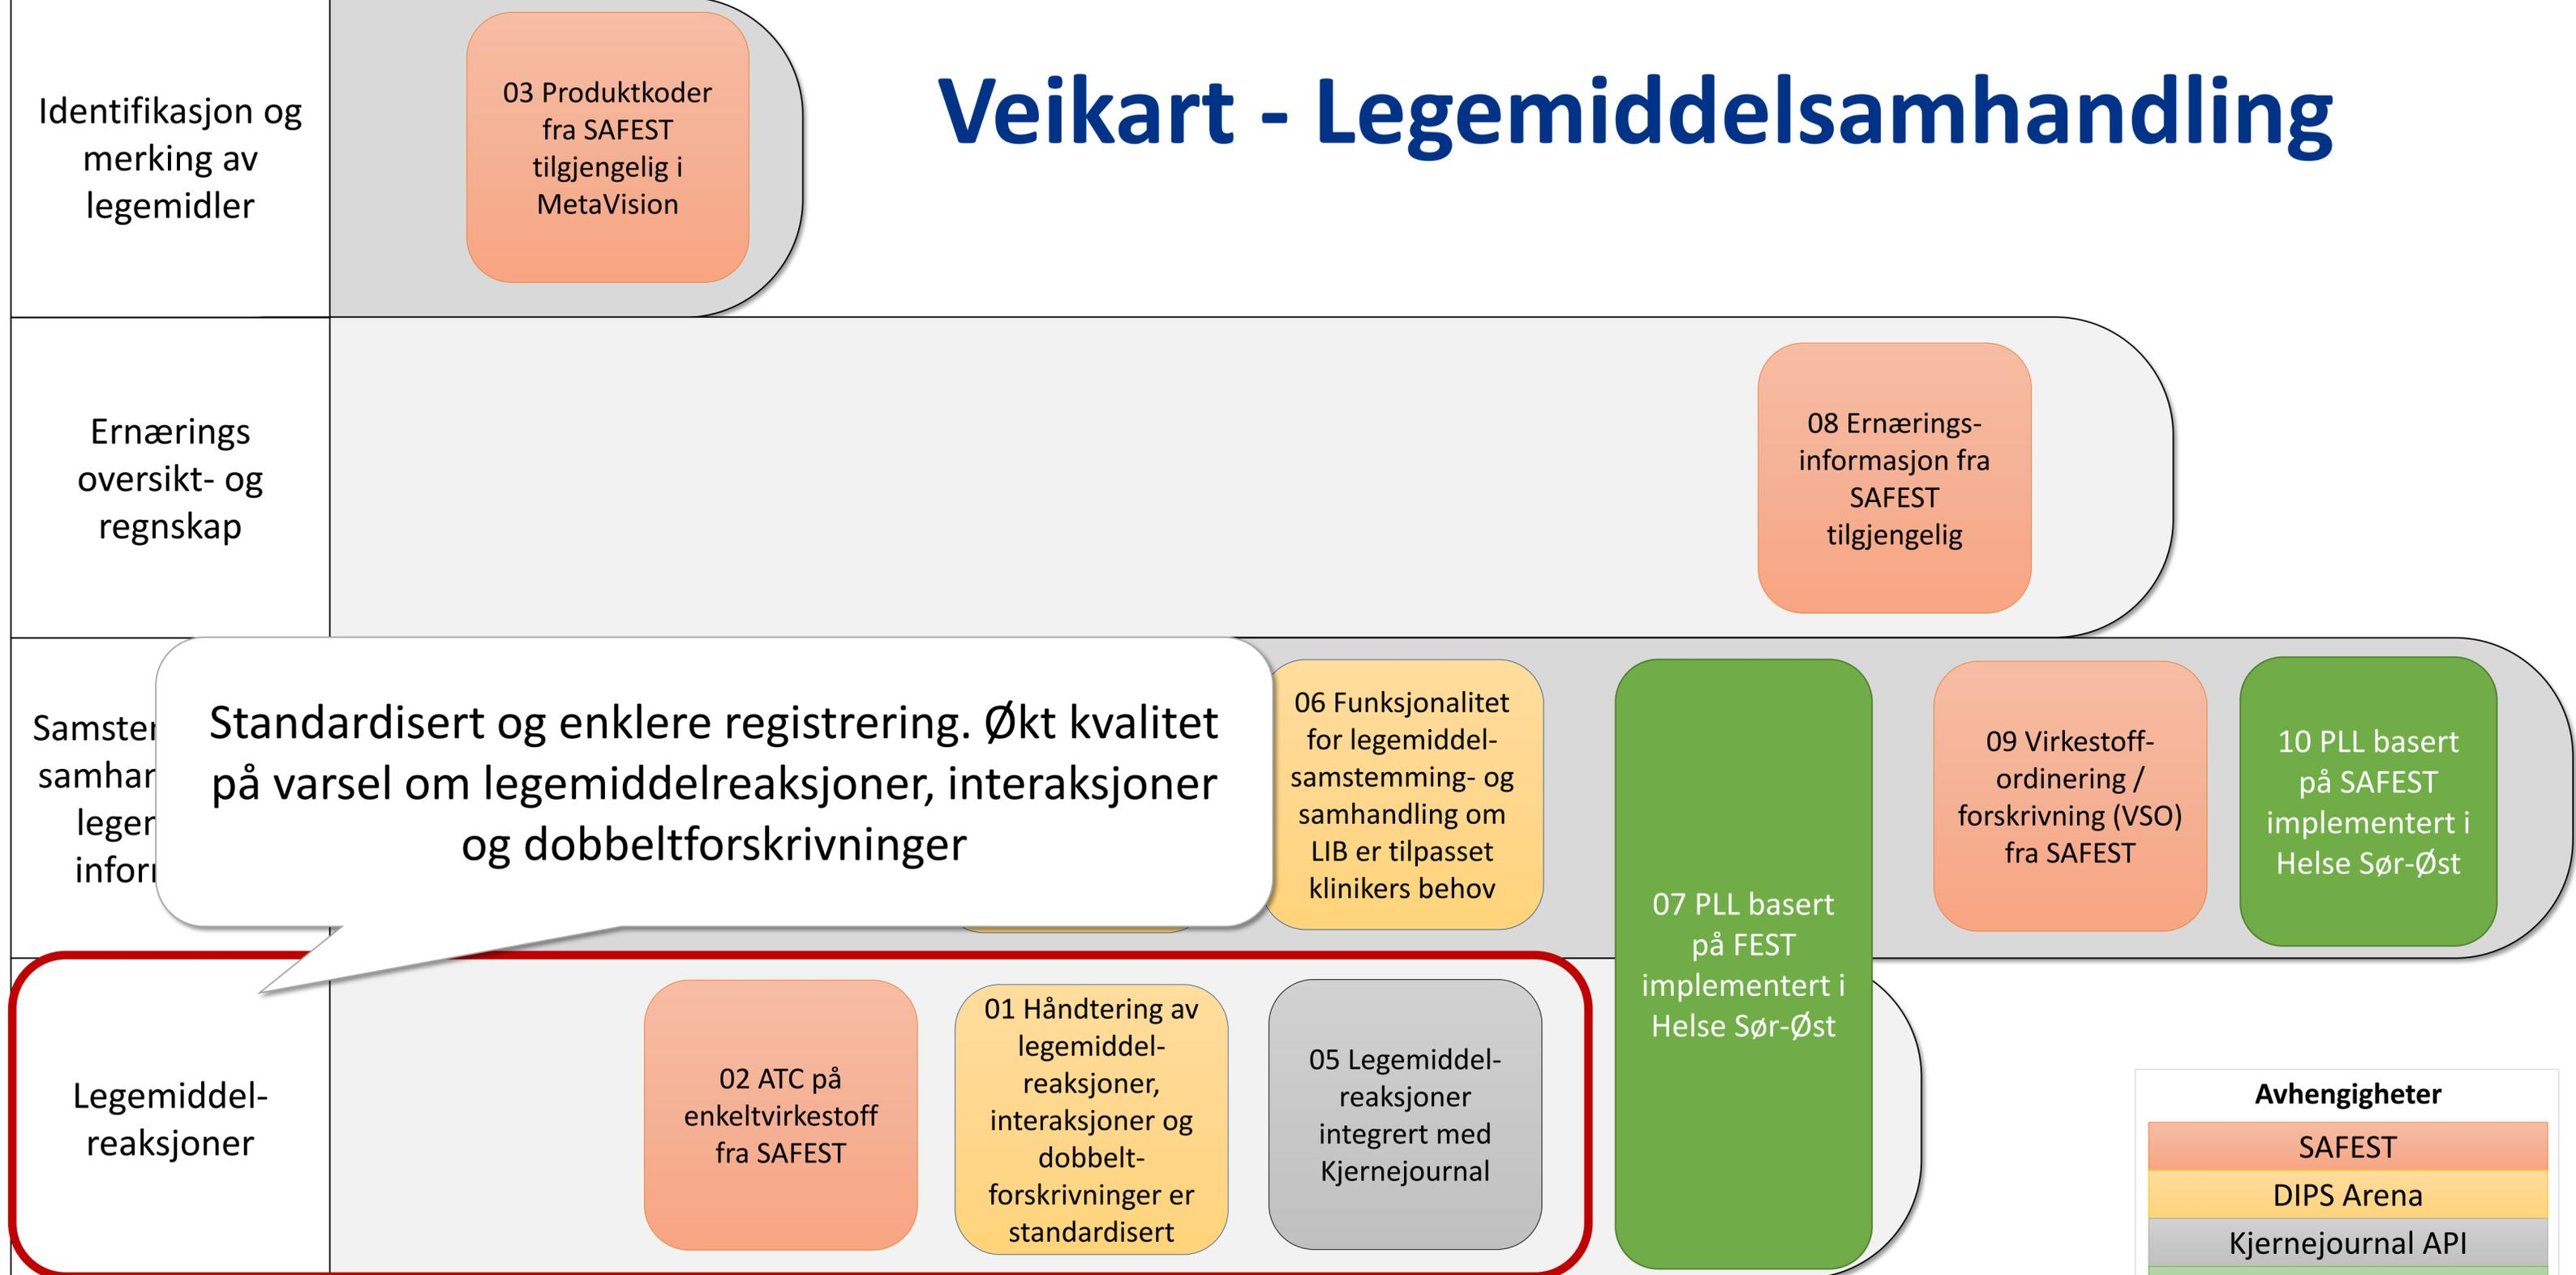 Veikart - Legemiddelsamhandling
Identifikasjon og
merking av
legemidler
03 Produktkoder
fra SAFEST
tilgjengelig i
MetaVision
Ernærings
oversikt- og
regnskap
08 Ernærings-
informasjon fra
SAFEST
tilgjengelig
Standardisert og enklere registrering. Økt kvalitet
på varsel om legemiddelreaksjoner, interaksjoner
og dobbeltforskrivninger
06 Funksjonalitet
for legemiddel-
samstemming- og
samhandling om
LIB er tilpasset
klinikers behov
07 PLL basert
på FEST
implementert i
Helse Sør-Øst
09 Virkestoff-
ordinering /
forskrivning (VSO)
fra SAFEST
10 PLL basert
på SAFEST
implementert i
Helse Sør-Øst
Legemiddel-
reaksjoner
02 ATC på
enkeltvirkestoff
fra SAFEST
01 Håndtering av
legemiddel-
reaksjoner,
interaksjoner og
dobbelt-
forskrivninger er
standardisert
05 Legemiddel-
reaksjoner
integrert med
Kjernejournal
Avhengigheter
SAFEST
DIPS Arena
Kjernejournal API